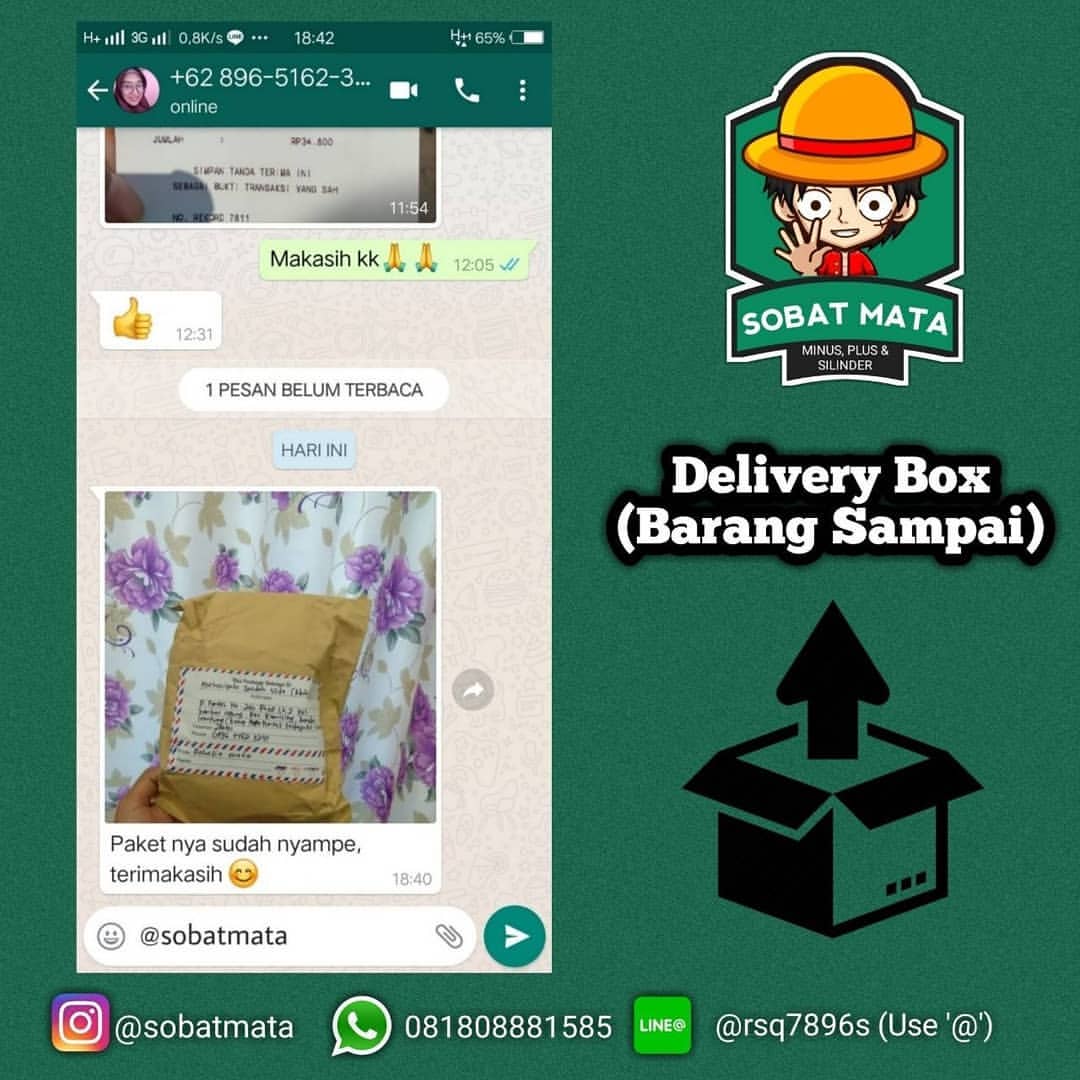 H+ 3G 0,8K/s LINE ... 18:42 H+ 65%
+62 896-5162-3...
online
JUMLAH : RP34.800
SIMPAN TANDA TERIMA INI
SEBAGAI BUKTI TRANSAKSI YANG SAH
NO. REKORD 7811
11:54
Makasih kk🙏 🙏 12:05
👍 12:31
1 PESAN BELUM TERBACA
HARI INI
Paket nya sudah nyampe,
terimakasih 😊 18:40
@sobatmata
SOBAT MATA
MINUS, PLUS &
SILINDER
Delivery Box
(Barang Sampai)
@sobatmata
081808881585
LINE@
@rsq7896s (Use '@')